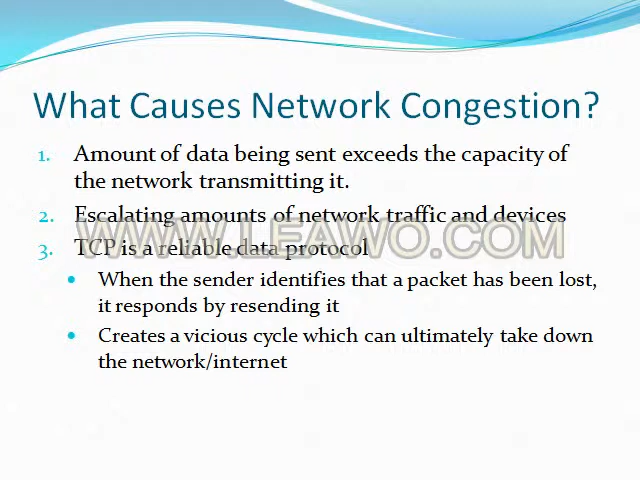 What Causes Network Congestion?
1. Amount of data being sent exceeds the capacity of
the network transmitting it.
2. Escalating amounts of network traffic and devices
WWW.LEAWO.COM
3. TCP is a reliable data protocol
• When the sender identifies that a packet has been lost,
it responds by resending it
• Creates a vicious cycle which can ultimately take down
the network/internet